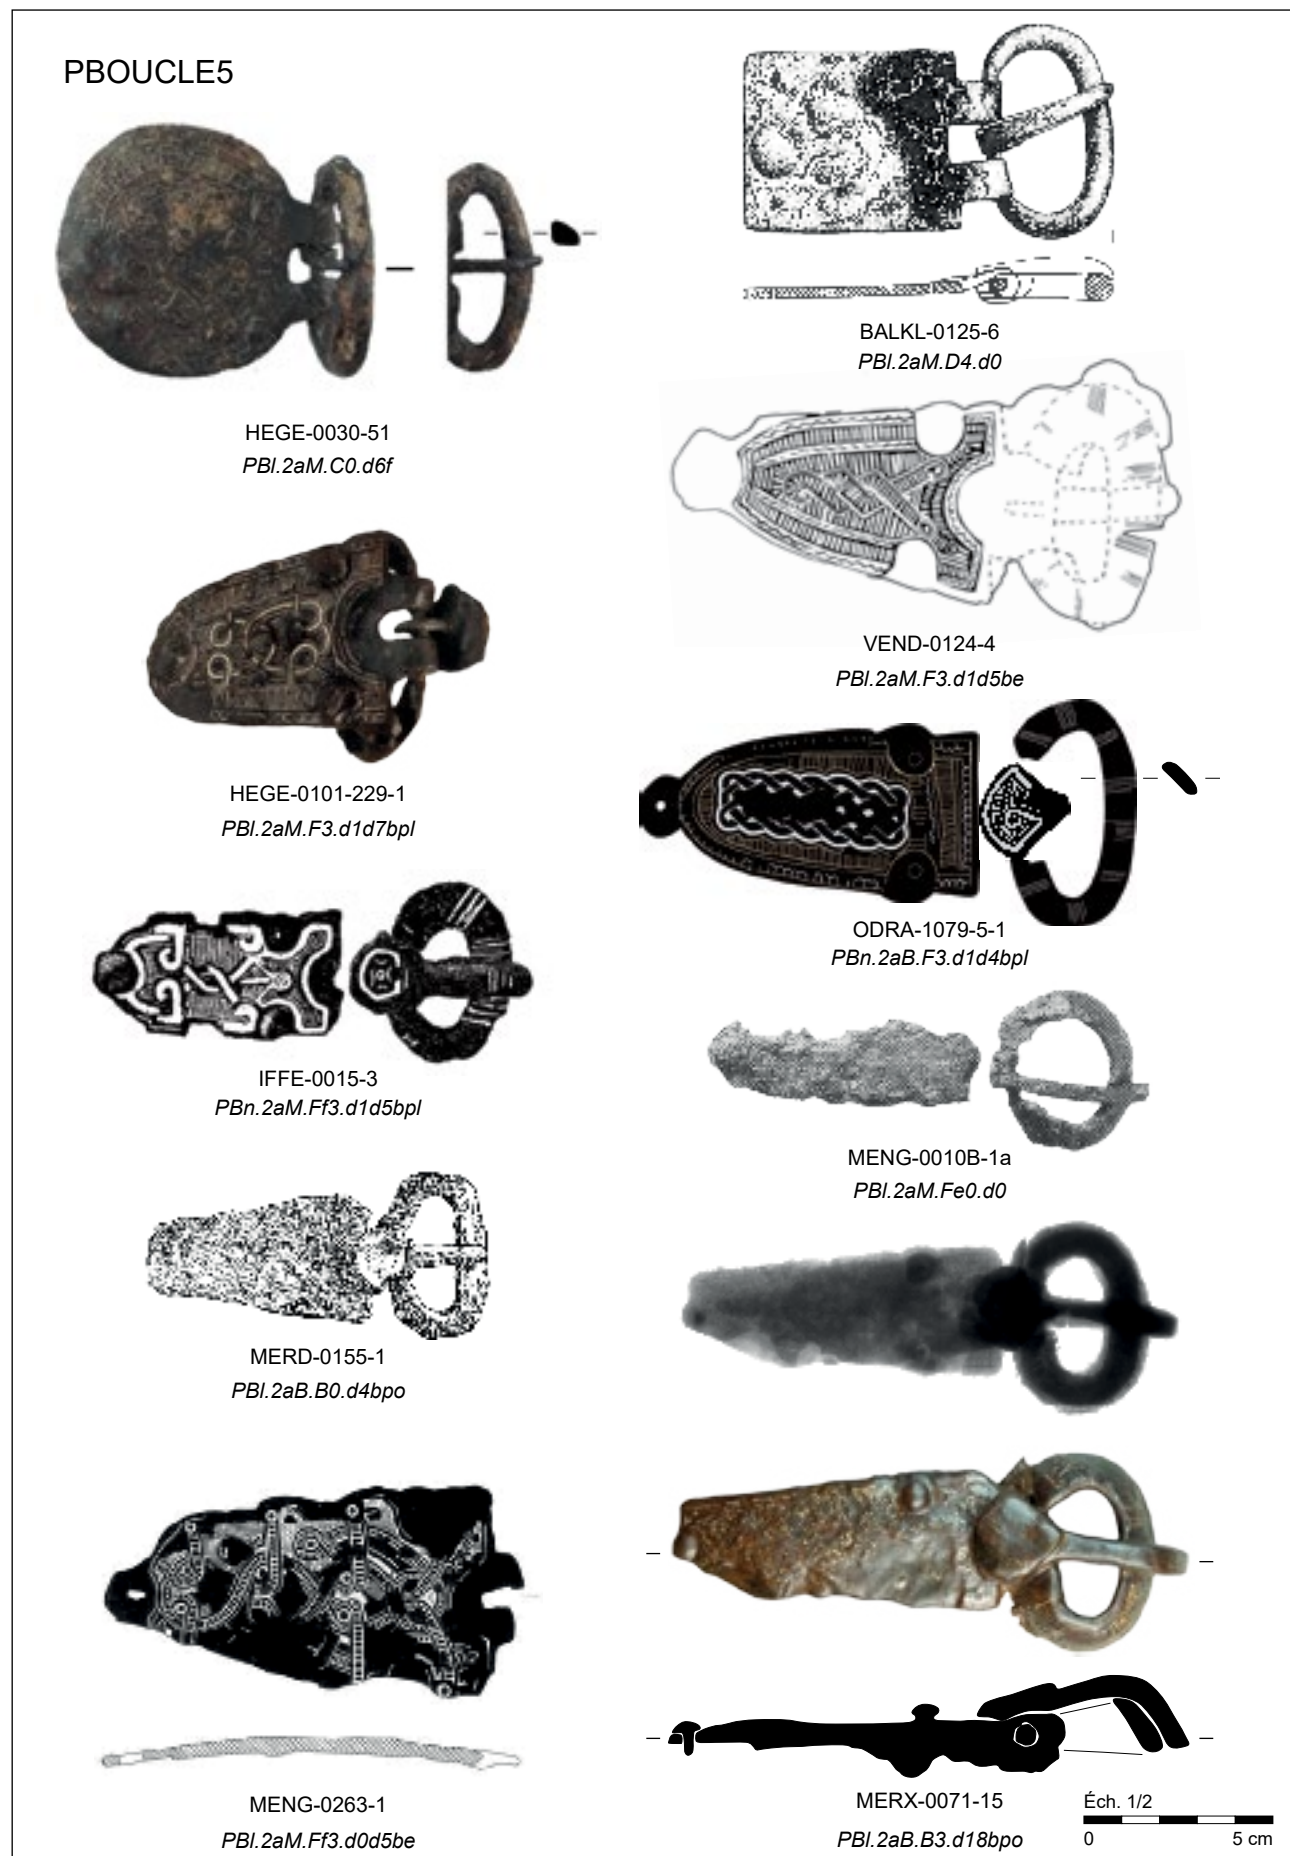 PBOUCLE5
HEGE-0030-51
PBl.2aM.C0.d6f
HEGE-0101-229-1
PBl.2aM.F3.d1d7bpl
IFFE-0015-3
PBn.2aM.Ff3.d1d5bpl
MERD-0155-1
PBl.2aB.B0.d4bpo
MENG-0263-1
PBl.2aM.Ff3.d0d5be
BALKL-0125-6
PBl.2aM.D4.d0
VEND-0124-4
PBl.2aM.F3.d1d5be
ODRA-1079-5-1
PBn.2aB.F3.d1d4bpl
MENG-0010B-1a
PBl.2aM.Fe0.d0
MERX-0071-15
PBl.2aB.B3.d18bpo
Éch. 1/2
0 5 cm